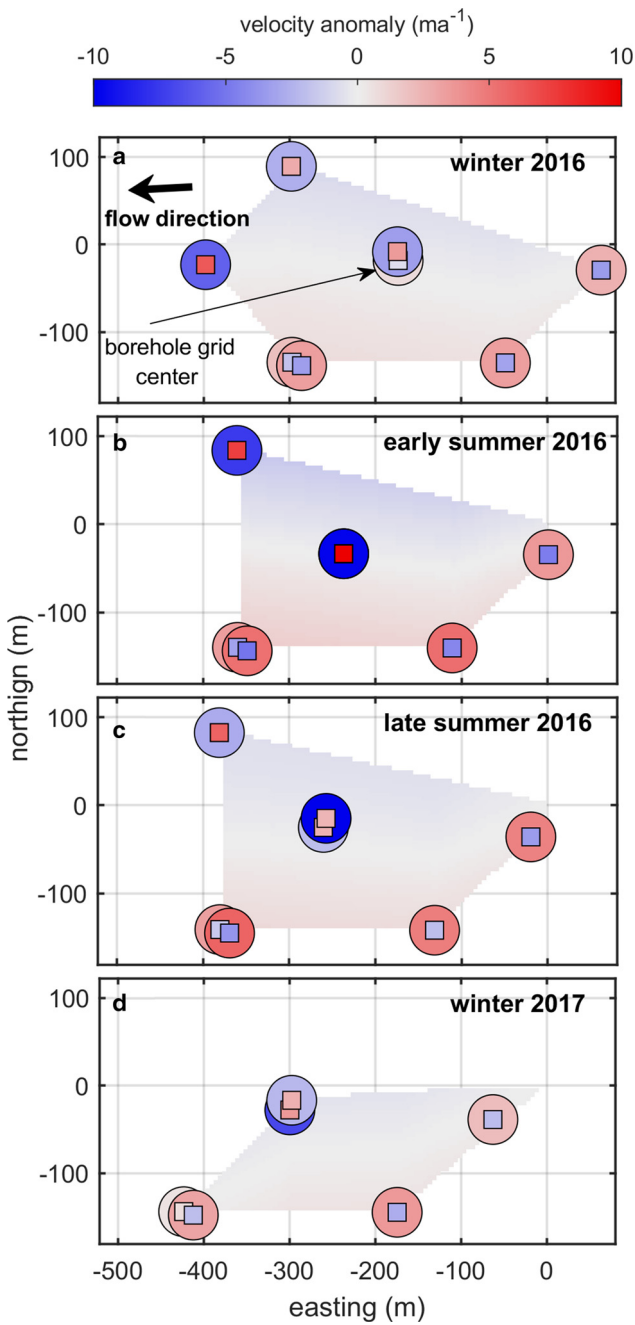 velocity anomaly (ma⁻¹)
-10 -5 0 5 10
a winter 2016
100
flow direction
0
borehole grid
center
-100
b early summer 2016
100
0
-100
northign (m)
c late summer 2016
100
0
-100
d winter 2017
100
0
-100
-500 -400 -300 -200 -100 0
easting (m)